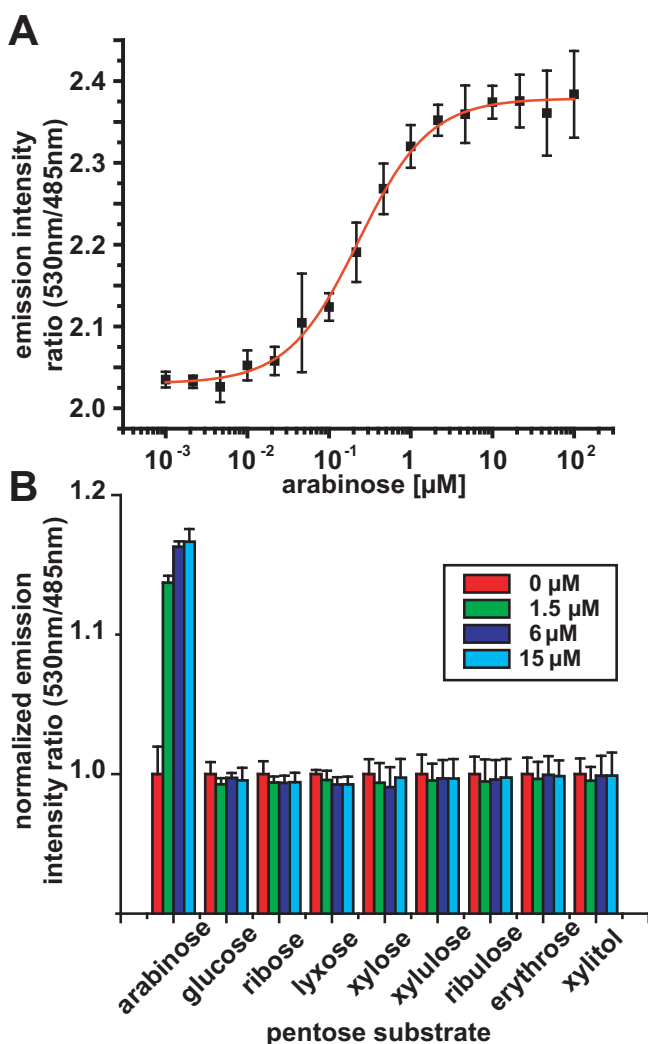 A
emission intensity
ratio (530nm/485nm)
2.4
2.3
2.2
2.1
2.0
10⁻³ 10⁻² 10⁻¹ 1 10 10²
arabinose [µM]
B
normalized emission
intensity ratio (530nm/485nm)
1.2
1.1
1.0
0 µM
1.5 µM
6 µM
15 µM
arabinose
glucose
ribose
lyxose
xylose
xylulose
ribulose
erythrose
xylitol
pentose substrate